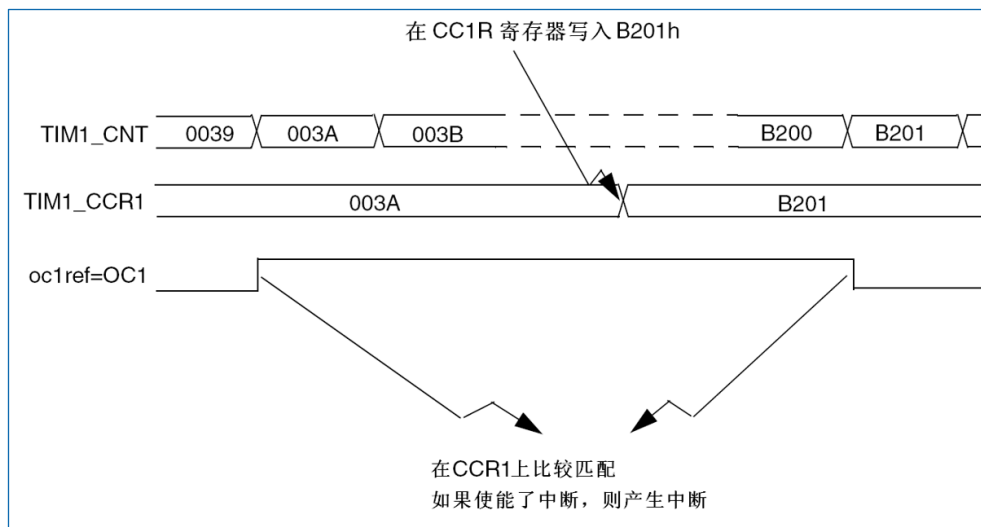 在 CC1R 寄存器写入 B201h
TIM1_CNT 0039 003A 003B B200 B201
TIM1_CCR1 003A B201
oc1ref=OC1
在CCR1上比较匹配
如果使能了中断，则产生中断